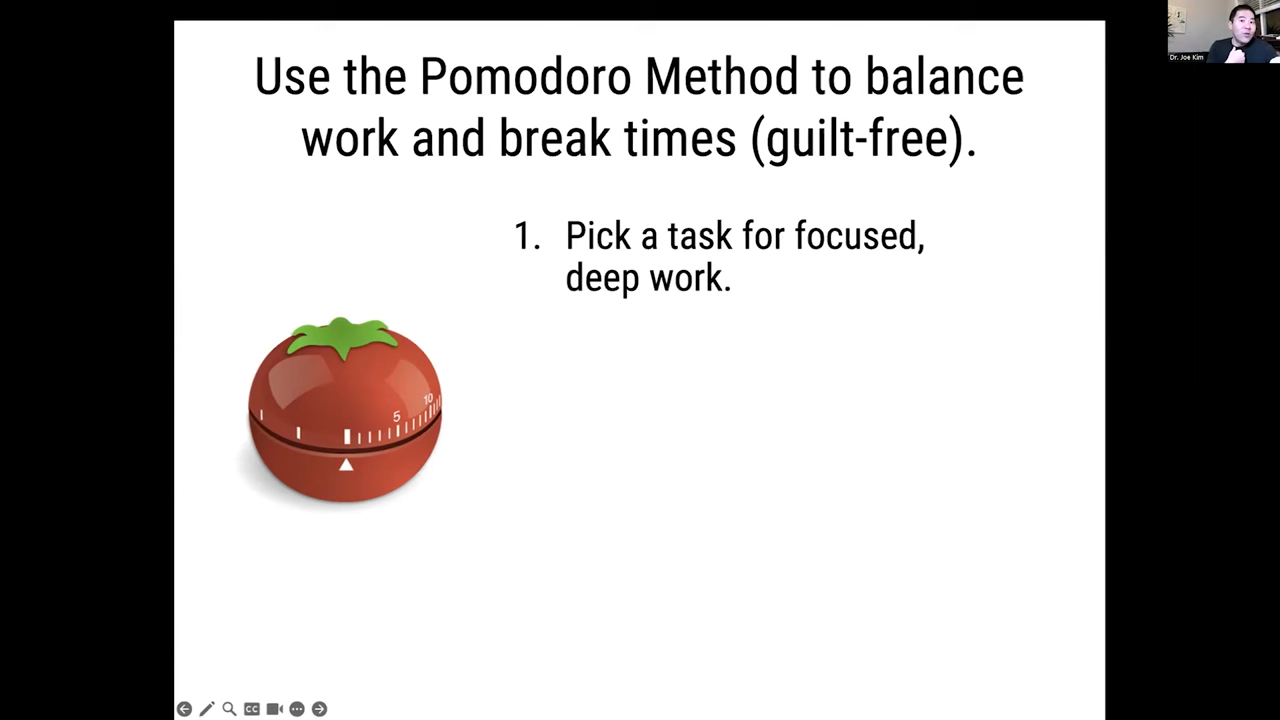 Use the Pomodoro Method to balance
work and break times (guilt-free).
1. Pick a task for focused,
deep work.
5
10
Dr. Joe Kim
CC